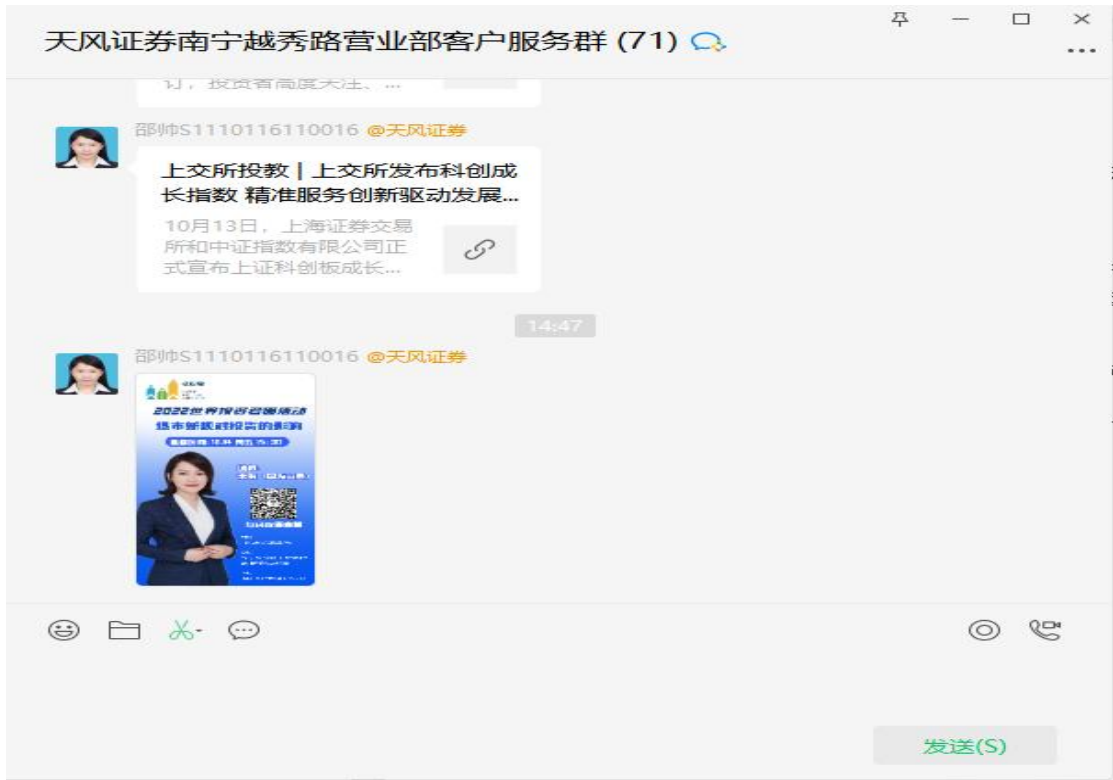 天风证券南宁越秀路营业部客户服务群 (71)
订，投资者高度关注、...
邵帅S1110116110016 @天风证券
上交所投教 | 上交所发布科创成
长指数 精准服务创新驱动发展...
10月13日，上海证券交易
所和中证指数有限公司正
式宣布上证科创板成长...
14:47
邵帅S1110116110016 @天风证券
2022世界投资者周活动
发送(S)